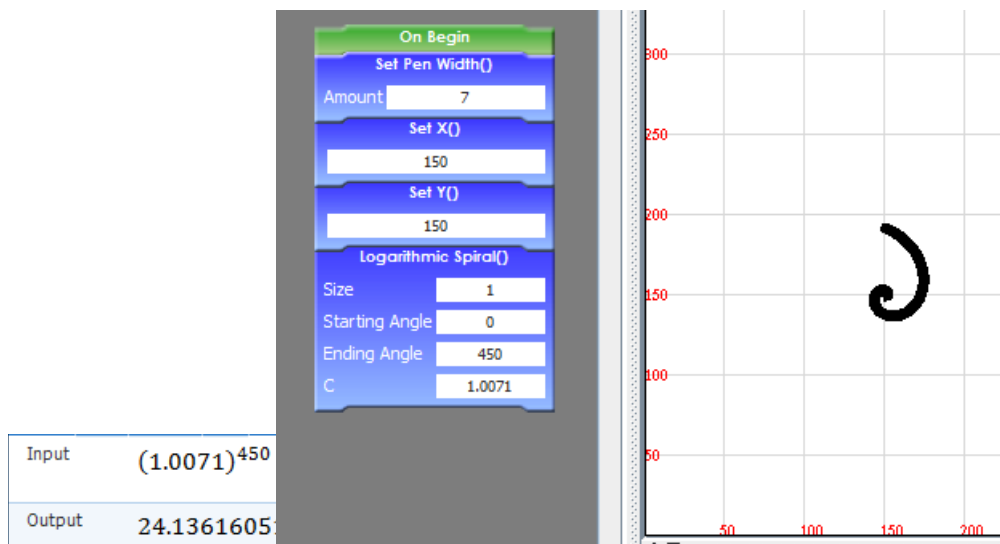 On Begin
Set Pen Width()
Amount 7
Set X()
150
Set Y()
150
Logarithmic Spiral()
Size 1
Starting Angle 0
Ending Angle 450
C 1.0071
Input (1.0071)^450
Output 24.1361605
300
250
200
150
100
50
50 100 150 200